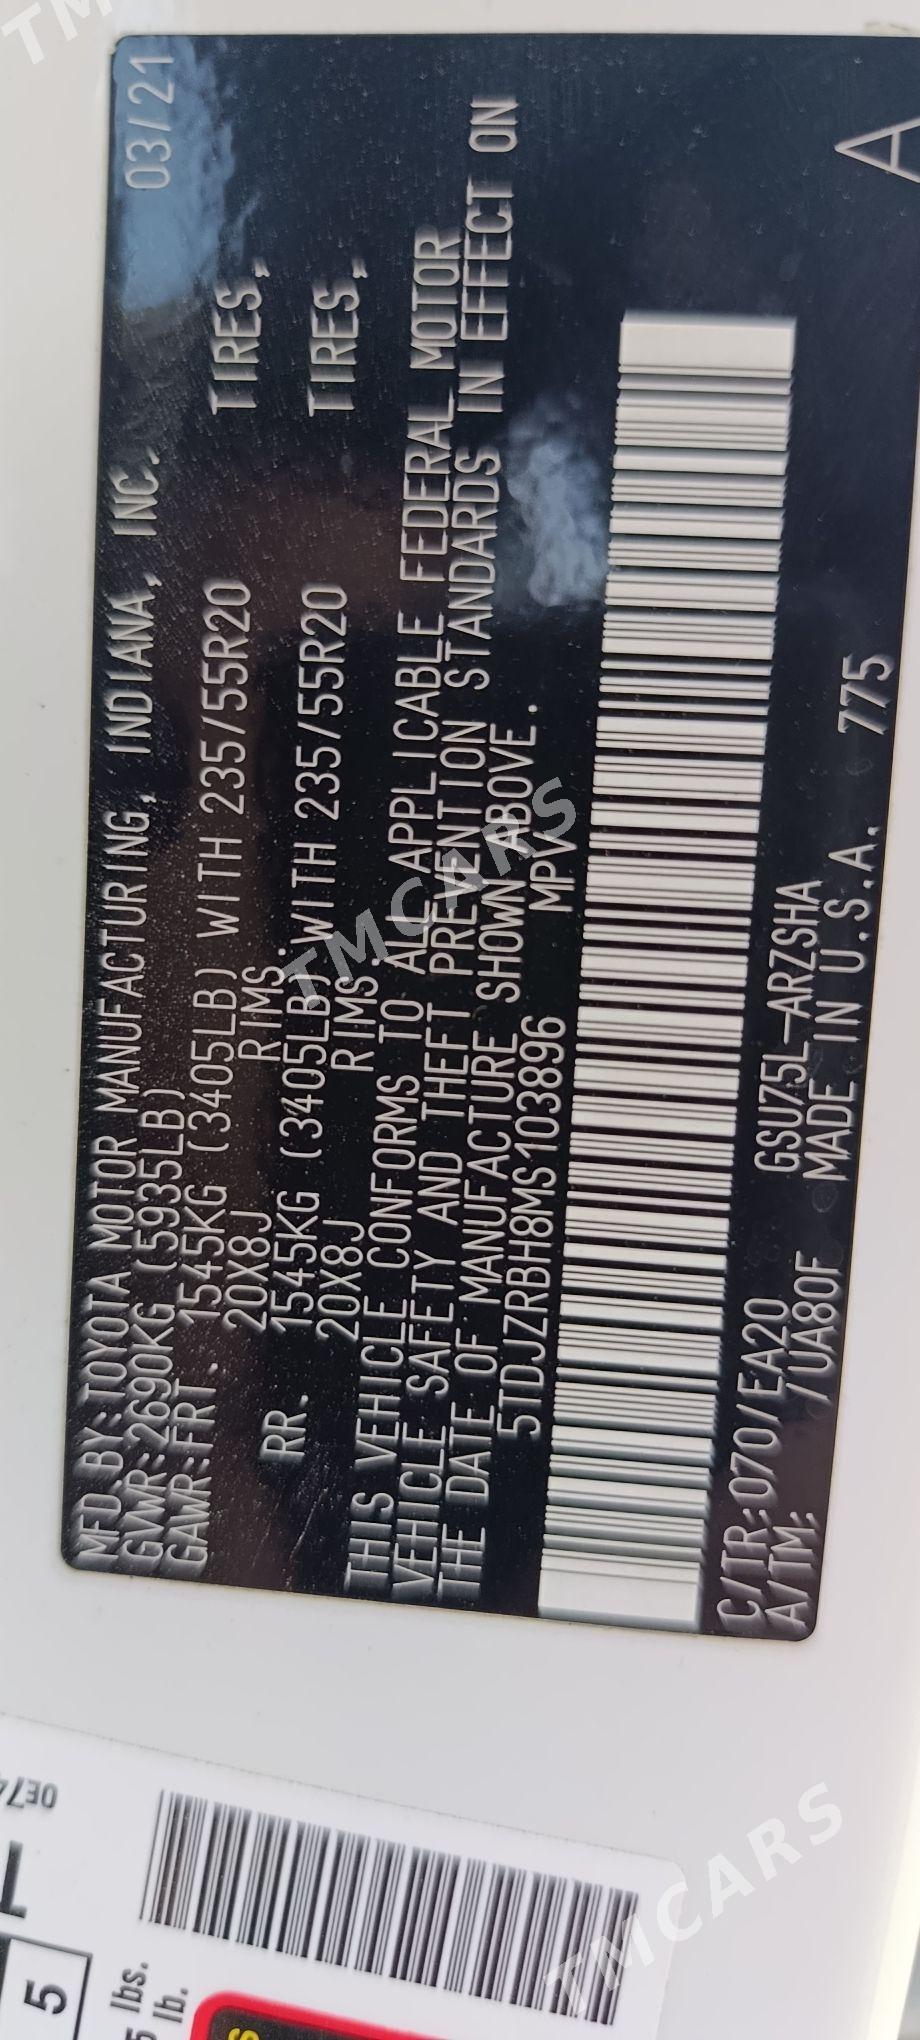 MFD BY:TOYOTA MOTOR MANUFACTURING, INDIANA, INC. 03/21
GVWR:2690KG(5935LB)
GAWR:FRT. 1545KG (3405LB) WITH 235/55R20 TIRES,
20X8J RIMS.
RR. 1545KG (3405LB) WITH 235/55R20 TIRES,
20X8J RIMS.
THIS VEHICLE CONFORMS TO ALL APPLICABLE FEDERAL MOTOR
VEHICLE SAFETY AND THEFT PREVENTION STANDARDS IN EFFECT ON
THE DATE OF MANUFACTURE SHOWN ABOVE.
5TDJZRBH8MS103896 MPV
C/TR:070/EA20 GSU75L-ARZSHA
A/TM: /UA80F MADE IN U.S.A. 775
A
TMCARS
TMCARS
5
lbs.
lb.